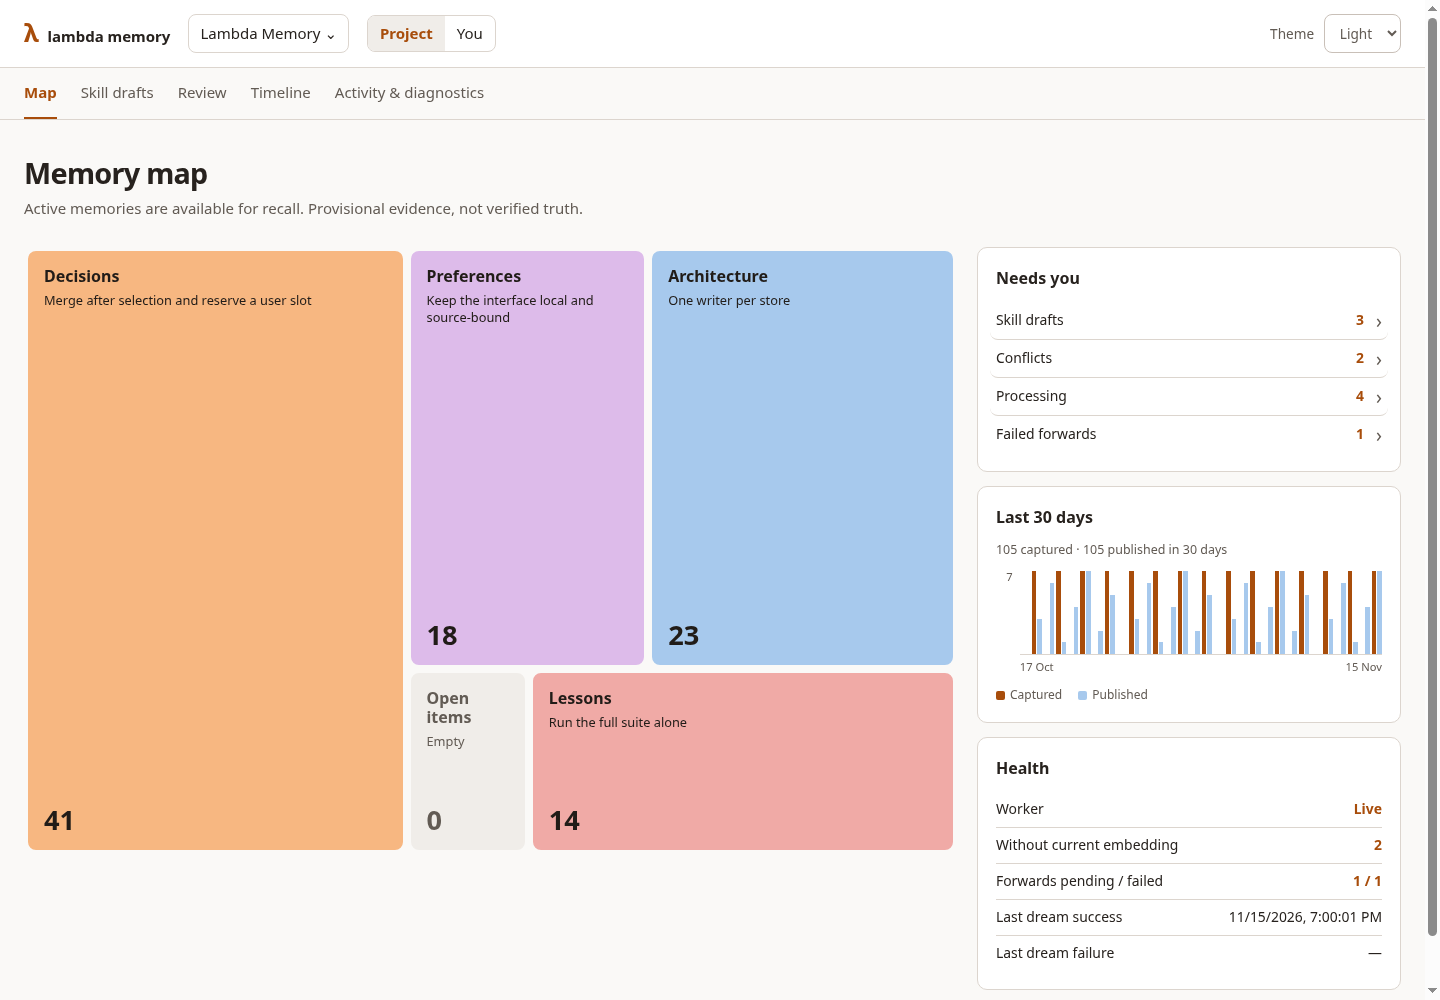 λ lambda memory
Lambda Memory
Project
You
Theme
Light
Map
Skill drafts
Review
Timeline
Activity & diagnostics
Memory map
Active memories are available for recall. Provisional evidence, not verified truth.
Decisions
Merge after selection and reserve a user slot
41
Preferences
Keep the interface local and
source-bound
18
Architecture
One writer per store
23
Open
items
Empty
0
Lessons
Run the full suite alone
14
Needs you
Skill drafts 3 ›
Conflicts 2 ›
Processing 4 ›
Failed forwards 1 ›
Last 30 days
105 captured · 105 published in 30 days
7
17 Oct 15 Nov
Captured Published
Health
Worker Live
Without current embedding 2
Forwards pending / failed 1 / 1
Last dream success 11/15/2026, 7:00:01 PM
Last dream failure —